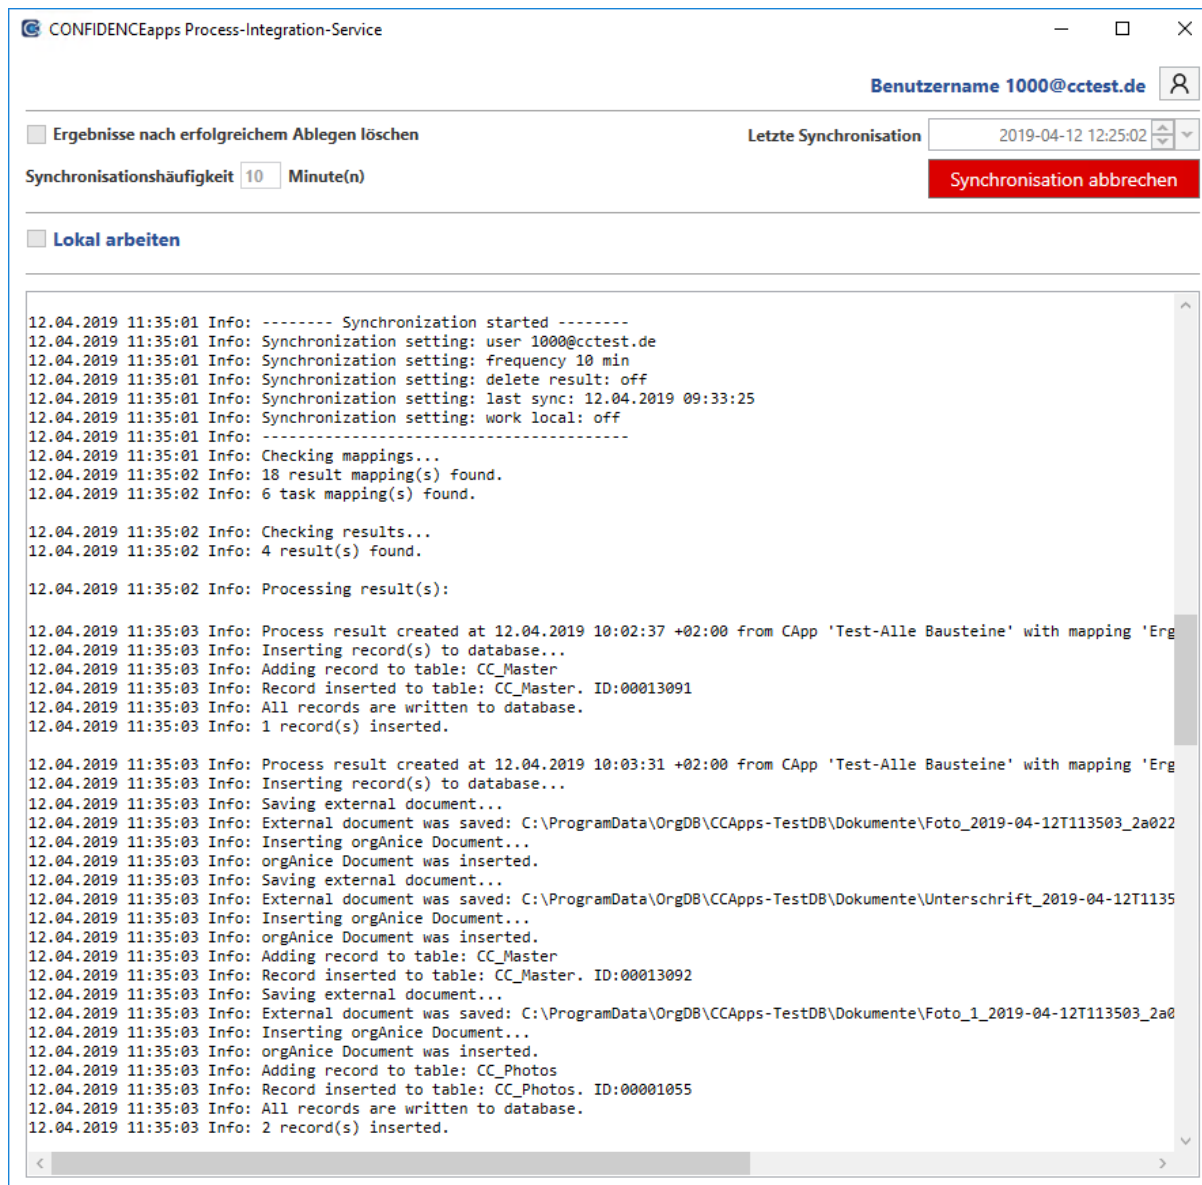 CONFIDENCEapps Process-Integration-Service
Benutzername 1000@cctest.de
Ergebnisse nach erfolgreichem Ablegen löschen
Letzte Synchronisation 2019-04-12 12:25:02
Synchronisationshäufigkeit 10 Minute(n)
Synchronisation abbrechen
Lokal arbeiten
12.04.2019 11:35:01 Info: -------- Synchronization started --------
12.04.2019 11:35:01 Info: Synchronization setting: user 1000@cctest.de
12.04.2019 11:35:01 Info: Synchronization setting: frequency 10 min
12.04.2019 11:35:01 Info: Synchronization setting: delete result: off
12.04.2019 11:35:01 Info: Synchronization setting: last sync: 12.04.2019 09:33:25
12.04.2019 11:35:01 Info: Synchronization setting: work local: off
12.04.2019 11:35:01 Info: -----------------------------------------
12.04.2019 11:35:01 Info: Checking mappings...
12.04.2019 11:35:02 Info: 18 result mapping(s) found.
12.04.2019 11:35:02 Info: 6 task mapping(s) found.
12.04.2019 11:35:02 Info: Checking results...
12.04.2019 11:35:02 Info: 4 result(s) found.
12.04.2019 11:35:02 Info: Processing result(s):
12.04.2019 11:35:03 Info: Process result created at 12.04.2019 10:02:37 +02:00 from CApp 'Test-Alle Bausteine' with mapping 'Erg
12.04.2019 11:35:03 Info: Inserting record(s) to database...
12.04.2019 11:35:03 Info: Adding record to table: CC_Master
12.04.2019 11:35:03 Info: Record inserted to table: CC_Master. ID:00013091
12.04.2019 11:35:03 Info: All records are written to database.
12.04.2019 11:35:03 Info: 1 record(s) inserted.
12.04.2019 11:35:03 Info: Process result created at 12.04.2019 10:03:31 +02:00 from CApp 'Test-Alle Bausteine' with mapping 'Erg
12.04.2019 11:35:03 Info: Inserting record(s) to database...
12.04.2019 11:35:03 Info: Saving external document...
12.04.2019 11:35:03 Info: External document was saved: C:\ProgramData\OrgDB\CCApps-TestDB\Dokumente\Foto_2019-04-12T113503_2a022
12.04.2019 11:35:03 Info: Inserting orgAnice Document...
12.04.2019 11:35:03 Info: orgAnice Document was inserted.
12.04.2019 11:35:03 Info: Saving external document...
12.04.2019 11:35:03 Info: External document was saved: C:\ProgramData\OrgDB\CCApps-TestDB\Dokumente\Unterschrift_2019-04-12T1135
12.04.2019 11:35:03 Info: Inserting orgAnice Document...
12.04.2019 11:35:03 Info: orgAnice Document was inserted.
12.04.2019 11:35:03 Info: Adding record to table: CC_Master
12.04.2019 11:35:03 Info: Record inserted to table: CC_Master. ID:00013092
12.04.2019 11:35:03 Info: Saving external document...
12.04.2019 11:35:03 Info: External document was saved: C:\ProgramData\OrgDB\CCApps-TestDB\Dokumente\Foto_1_2019-04-12T113503_2a0
12.04.2019 11:35:03 Info: Inserting orgAnice Document...
12.04.2019 11:35:03 Info: orgAnice Document was inserted.
12.04.2019 11:35:03 Info: Adding record to table: CC_Photos
12.04.2019 11:35:03 Info: Record inserted to table: CC_Photos. ID:00001055
12.04.2019 11:35:03 Info: All records are written to database.
12.04.2019 11:35:03 Info: 2 record(s) inserted.